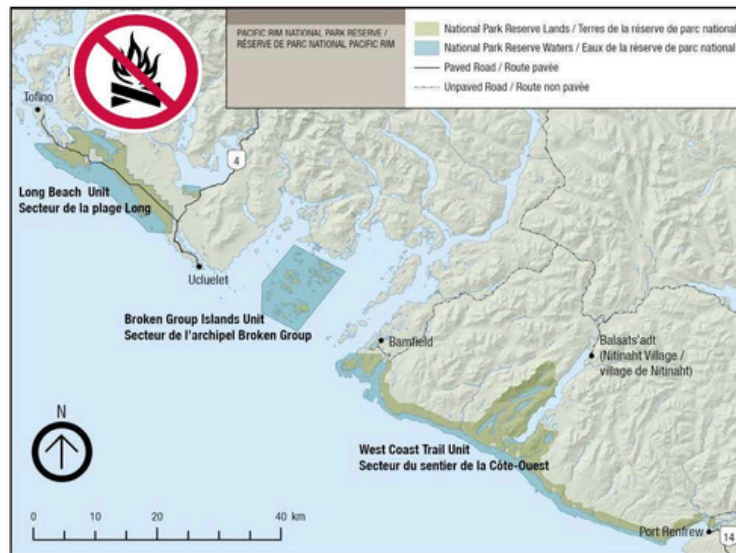 PACIFIC RIM NATIONAL PARK RESERVE /
RÉSERVE DE PARC NATIONAL PACIFIC RIM
National Park Reserve Lands / Terres de la réserve de parc national
National Park Reserve Waters / Eaux de la réserve de parc national
Paved Road / Route pavée
Unpaved Road / Route non pavée
Tofino
4
Long Beach Unit
Secteur de la plage Long
Ucluelet
Broken Group Islands Unit
Secteur de l'archipel Broken Group
Bamfield
Balaats'adt
(Nitinaht Village /
village de Nitinaht)
N
West Coast Trail Unit
Secteur du sentier de la Côte-Ouest
0 10 20 40 km
Port Renfrew
14